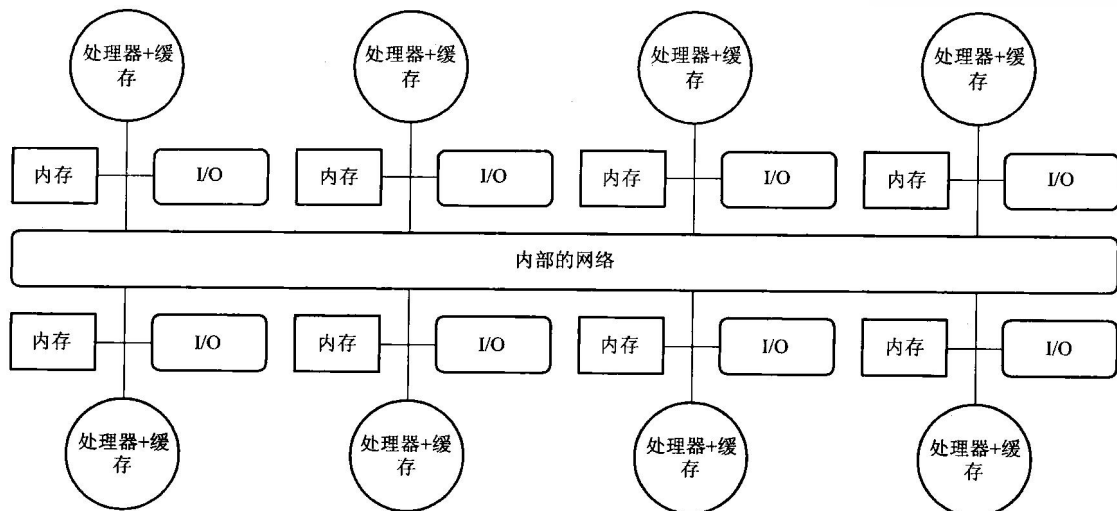 处理器+缓
存
处理器+缓
存
处理器+缓
存
处理器+缓
存
内存
I/O
内存
I/O
内存
I/O
内存
I/O
内部的网络
内存
I/O
内存
I/O
内存
I/O
内存
I/O
处理器+缓
存
处理器+缓
存
处理器+缓
存
处理器+缓
存